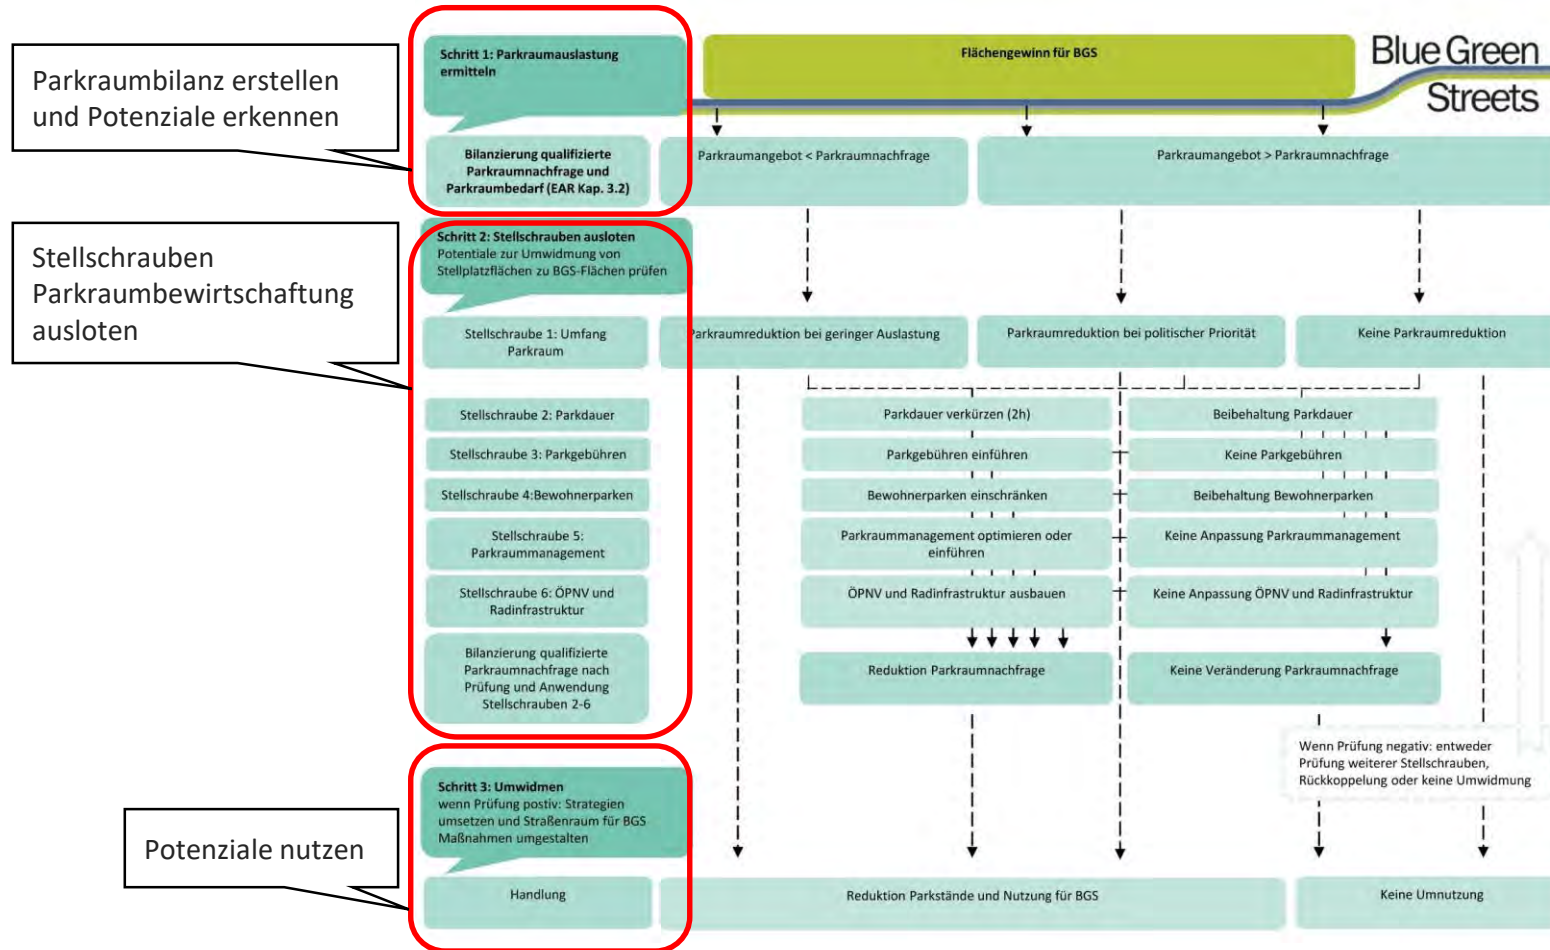 Parkraumbilanz erstellen
und Potenziale erkennen
Schritt 1: Parkraumauslastung
ermitteln
Flächengewinn für BGS
Blue Green
Streets
Bilanzierung qualifizierte
Parkraumnachfrage und
Parkraumbedarf (EAR Kap. 3.2)
Parkraumangebot < Parkraumnachfrage
Parkraumangebot > Parkraumnachfrage
Stellschrauben
Parkraumbewirtschaftung
ausloten
Schritt 2: Stellschrauben ausloten
Potentiale zur Umwidmung von
Stellplatzflächen zu BGS-Flächen prüfen
Stellschraube 1: Umfang
Parkraum
Parkraumreduktion bei geringer Auslastung
Parkraumreduktion bei politischer Priorität
Keine Parkraumreduktion
Stellschraube 2: Parkdauer
Parkdauer verkürzen (2h)
Beibehaltung Parkdauer
Stellschraube 3: Parkgebühren
Parkgebühren einführen
Keine Parkgebühren
Stellschraube 4:Bewohnerparken
Bewohnerparken einschränken
Beibehaltung Bewohnerparken
Stellschraube 5:
Parkraummanagement
Parkraummanagement optimieren oder
einführen
Keine Anpassung Parkraummanagement
Stellschraube 6: ÖPNV und
Radinfrastruktur
ÖPNV und Radinfrastruktur ausbauen
Keine Anpassung ÖPNV und Radinfrastruktur
Bilanzierung qualifizierte
Parkraumnachfrage nach
Prüfung und Anwendung
Stellschrauben 2-6
Reduktion Parkraumnachfrage
Keine Veränderung Parkraumnachfrage
Wenn Prüfung negativ: entweder
Prüfung weiterer Stellschrauben,
Rückkoppelung oder keine Umwidmung
Potenziale nutzen
Schritt 3: Umwidmen
wenn Prüfung postiv: Strategien
umsetzen und Straßenraum für BGS
Maßnahmen umgestalten
Handlung
Reduktion Parkstände und Nutzung für BGS
Keine Umnutzung